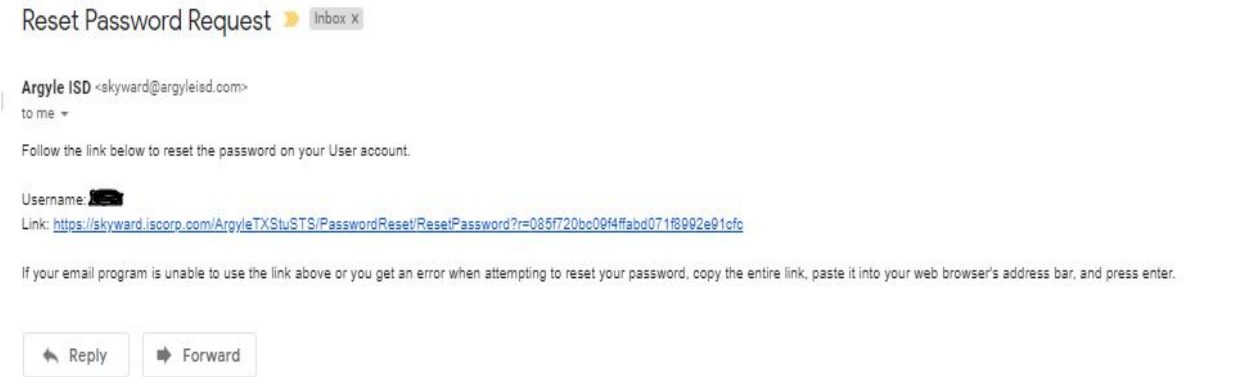 Reset Password Request Inbox x
Argyle ISD <skyward@argyleisd.com>
to me
Follow the link below to reset the password on your User account.
Username:
Link: https://skyward.iscorp.com/ArgyleTXStuSTS/PasswordReset/ResetPassword?r=085f720bc09f4ffabd071f8992e91cfc
If your email program is unable to use the link above or you get an error when attempting to reset your password, copy the entire link, paste it into your web browser's address bar, and press enter.
Reply Forward